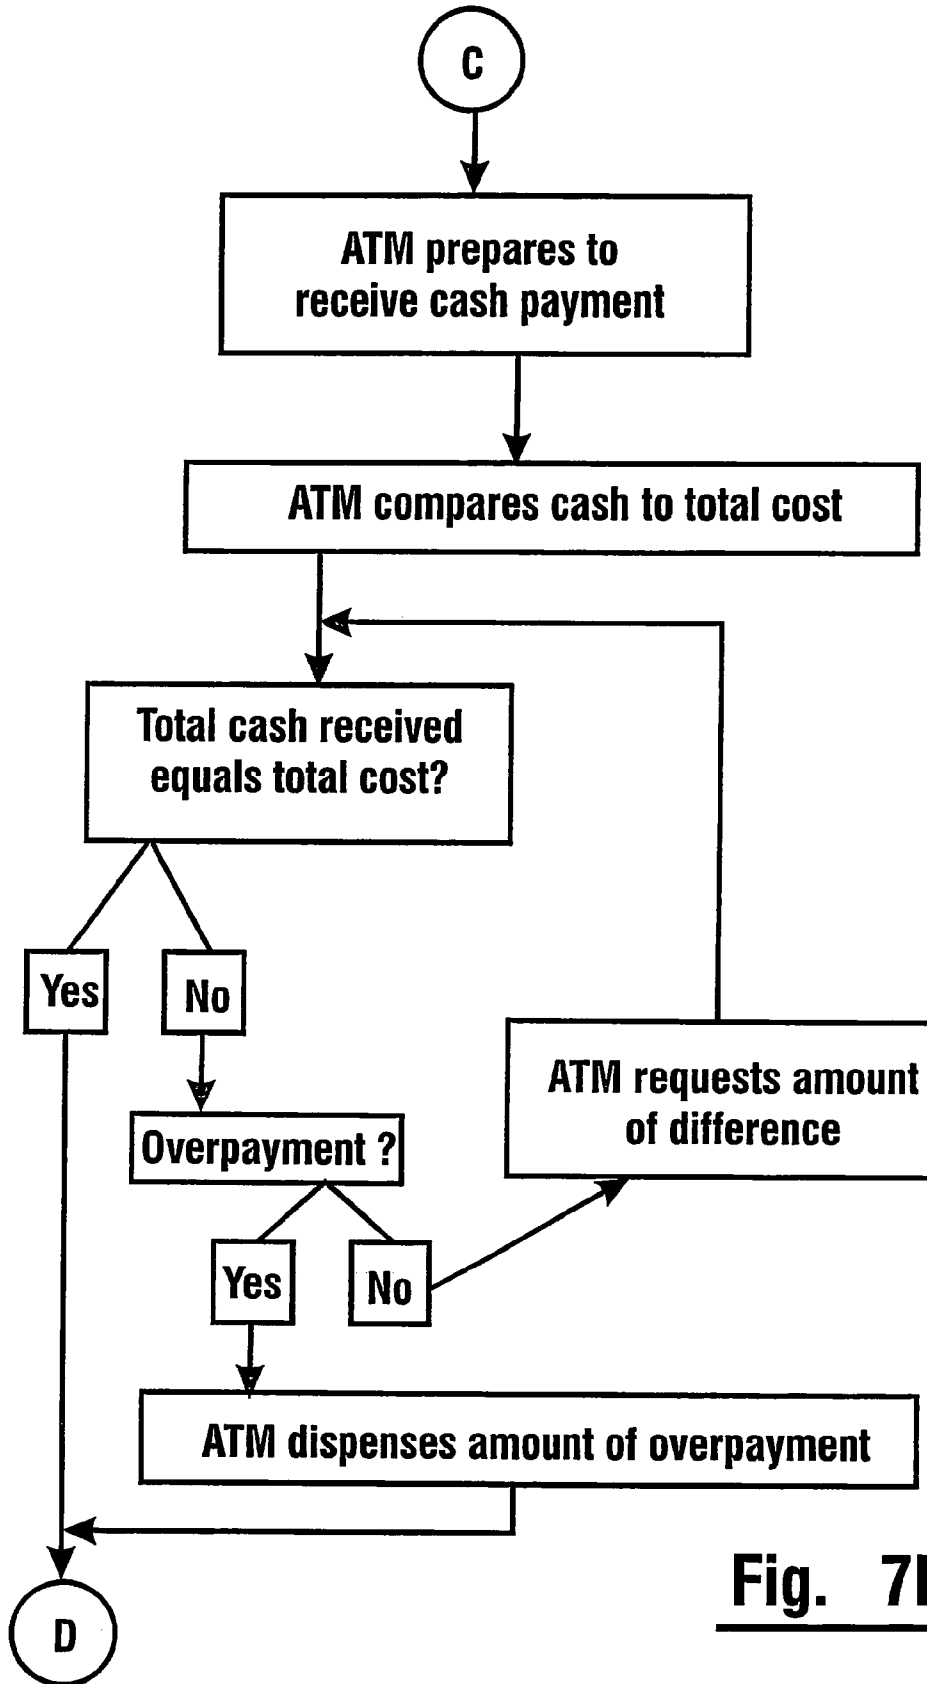 C
ATM prepares to
receive cash payment
ATM compares cash to total cost
Total cash received
equals total cost?
Yes
No
ATM requests amount
of difference
Overpayment ?
Yes
No
ATM dispenses amount of overpayment
D
Fig.